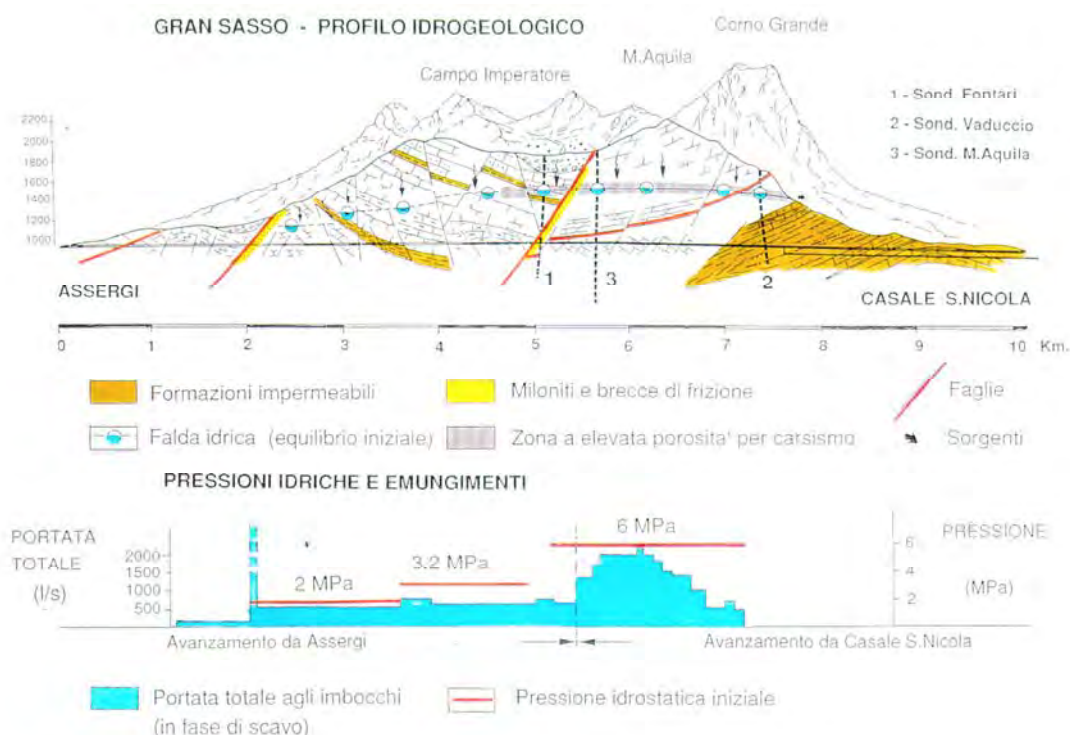 GRAN SASSO - PROFILO IDROGEOLOGICO
Corno Grande
M.Aquila
Campo Imperatore
1 - Sond. Fontari
2 - Sond. Vaduccio
3 - Sond. M.Aquila
2200
2000
1800
1600
1400
1200
1000
1
3
2
ASSERGI
CASALE S.NICOLA
0 1 2 3 4 5 6 7 8 9 10 Km.
Formazioni impermeabili
Miloniti e brecce di frizione
Faglie
Falda idrica (equilibrio iniziale)
Zona a elevata porosita' per carsismo
Sorgenti
PRESSIONI IDRICHE E EMUNGIMENTI
PORTATA
TOTALE
(l/s)
2000
1500
1000
500
2 MPa
3.2 MPa
6 MPa
6
4
2
PRESSIONE
(MPa)
Avanzamento da Assergi
Avanzamento da Casale S.Nicola
Portata totale agli imbocchi
(in fase di scavo)
Pressione idrostatica iniziale